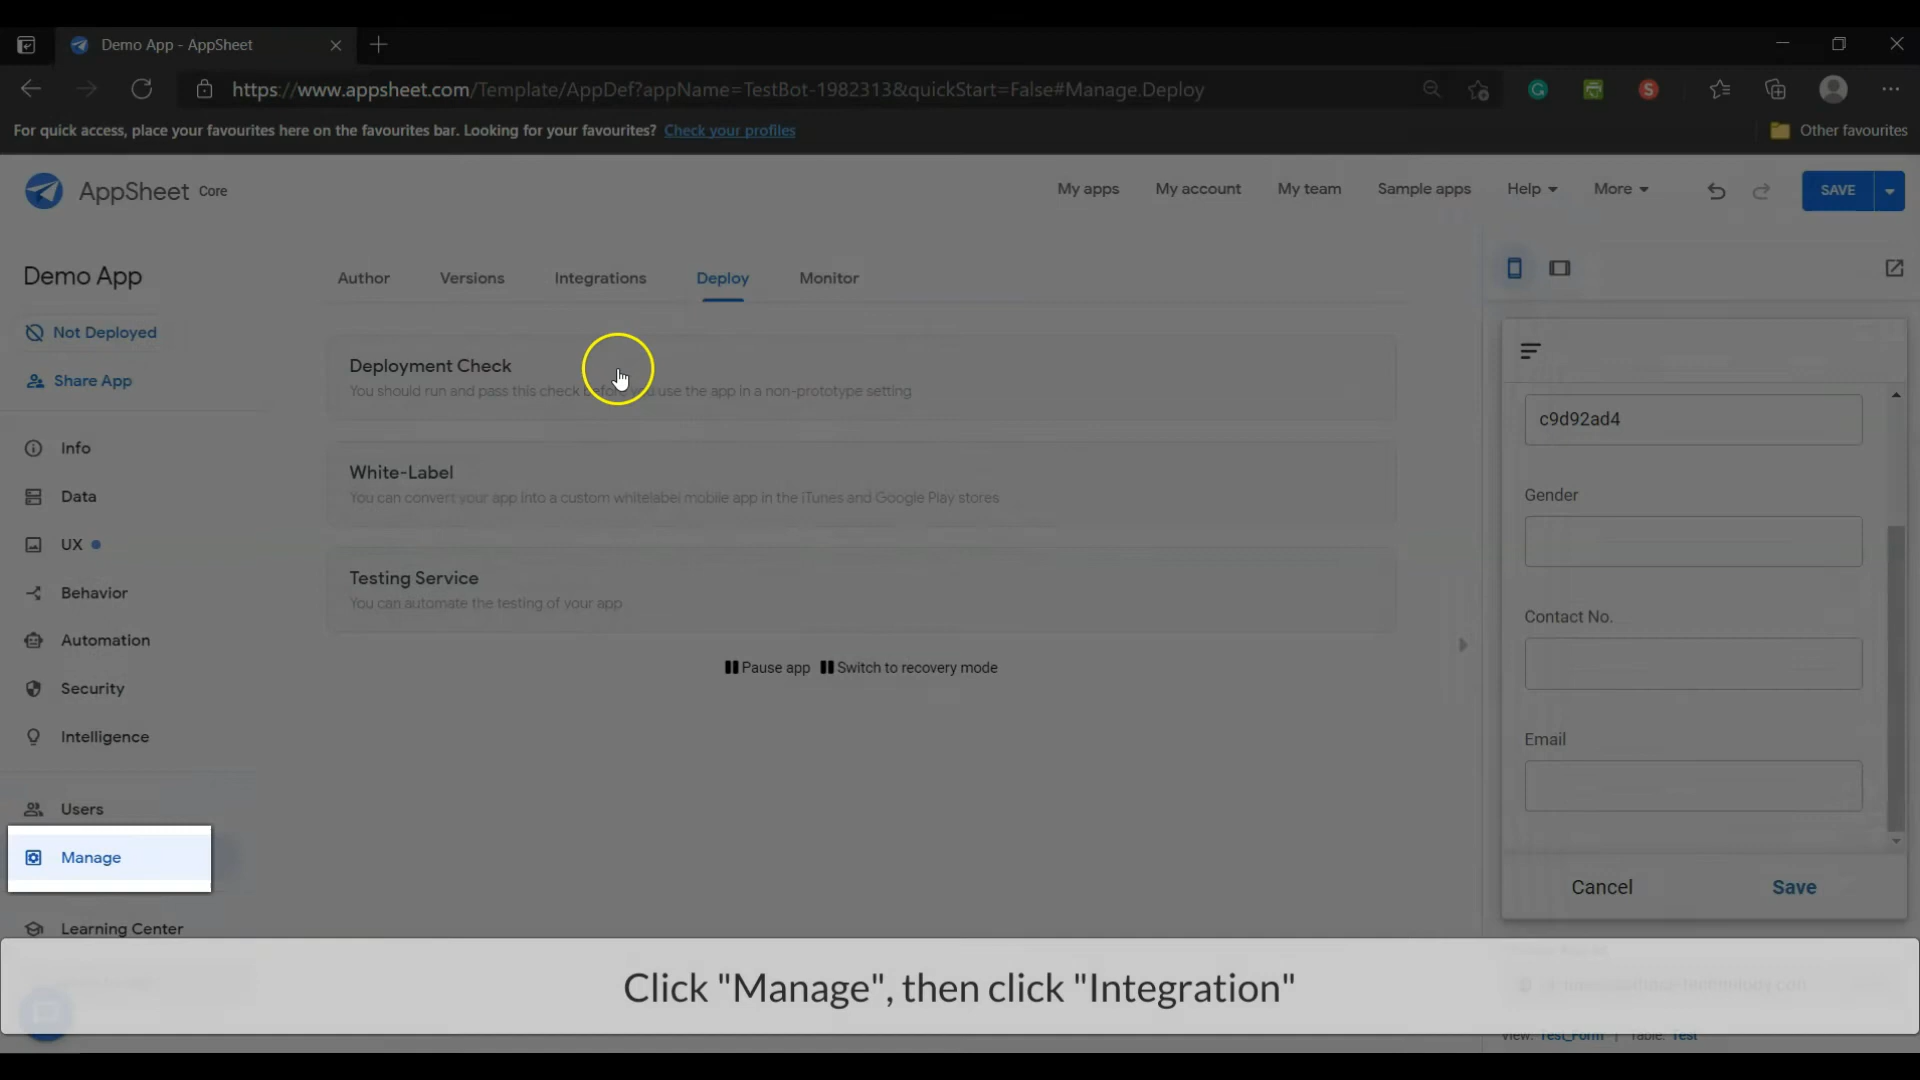 Demo App - AppSheet
https://www.appsheet.com/Template/AppDef?appName=TestBot-1982313&quickStart=False#Manage.Deploy
For quick access, place your favourites here on the favourites bar. Looking for your favourites? Check your profiles
Other favourites
AppSheet Core
My apps
My account
My team
Sample apps
Help
More
SAVE
Demo App
Author
Versions
Integrations
Deploy
Monitor
Not Deployed
Share App
Info
Data
UX
Behavior
Automation
Security
Intelligence
Users
Manage
Learning Center
Deployment Check
You should run and pass this check before you use the app in a non-prototype setting
White-Label
You can convert your app into a custom whitelabel mobile app in the iTunes and Google Play stores
Testing Service
You can automate the testing of your app
Pause app
Switch to recovery mode
c9d92ad4
Gender
Contact No.
Email
Cancel
Save
Click "Manage", then click "Integration"
View: Test_Form | Table: Test